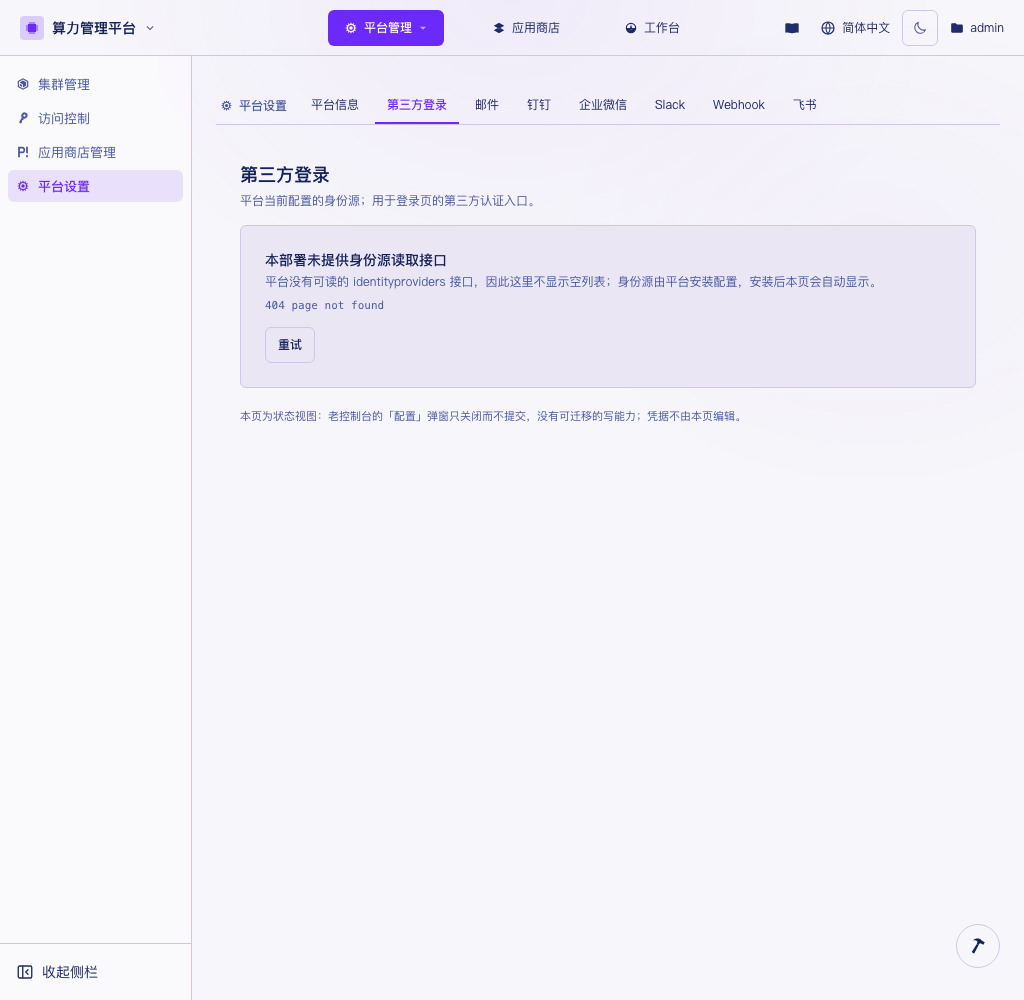 算力管理平台
平台管理
应用商店
工作台
简体中文
admin
集群管理
访问控制
应用商店管理
平台设置
平台设置
平台信息
第三方登录
邮件
钉钉
企业微信
Slack
Webhook
飞书
第三方登录
平台当前配置的身份源；用于登录页的第三方认证入口。
本部署未提供身份源读取接口
平台没有可读的 identityproviders 接口，因此这里不显示空列表；身份源由平台安装配置，安装后本页会自动显示。
404 page not found
重试
本页为状态视图：老控制台的「配置」弹窗只关闭而不提交，没有可迁移的写能力；凭据不由本页编辑。
收起侧栏